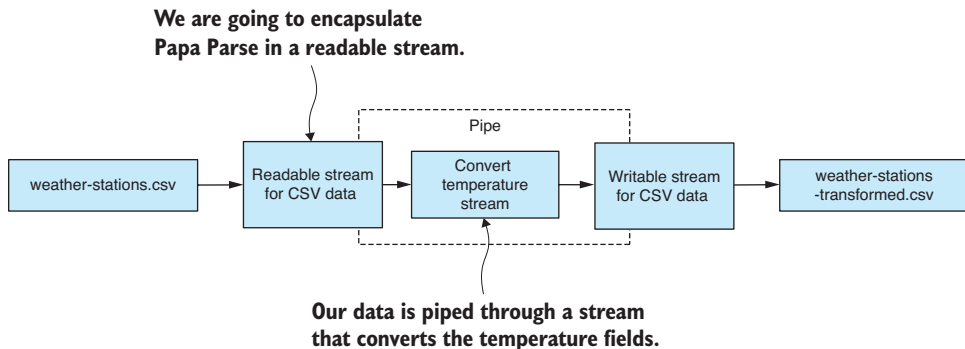 We are going to encapsulate
Papa Parse in a readable stream.
Pipe
weather-stations.csv
Readable stream
for CSV data
Convert
temperature
stream
Writable stream
for CSV data
weather-stations
-transformed.csv
Our data is piped through a stream
that converts the temperature fields.